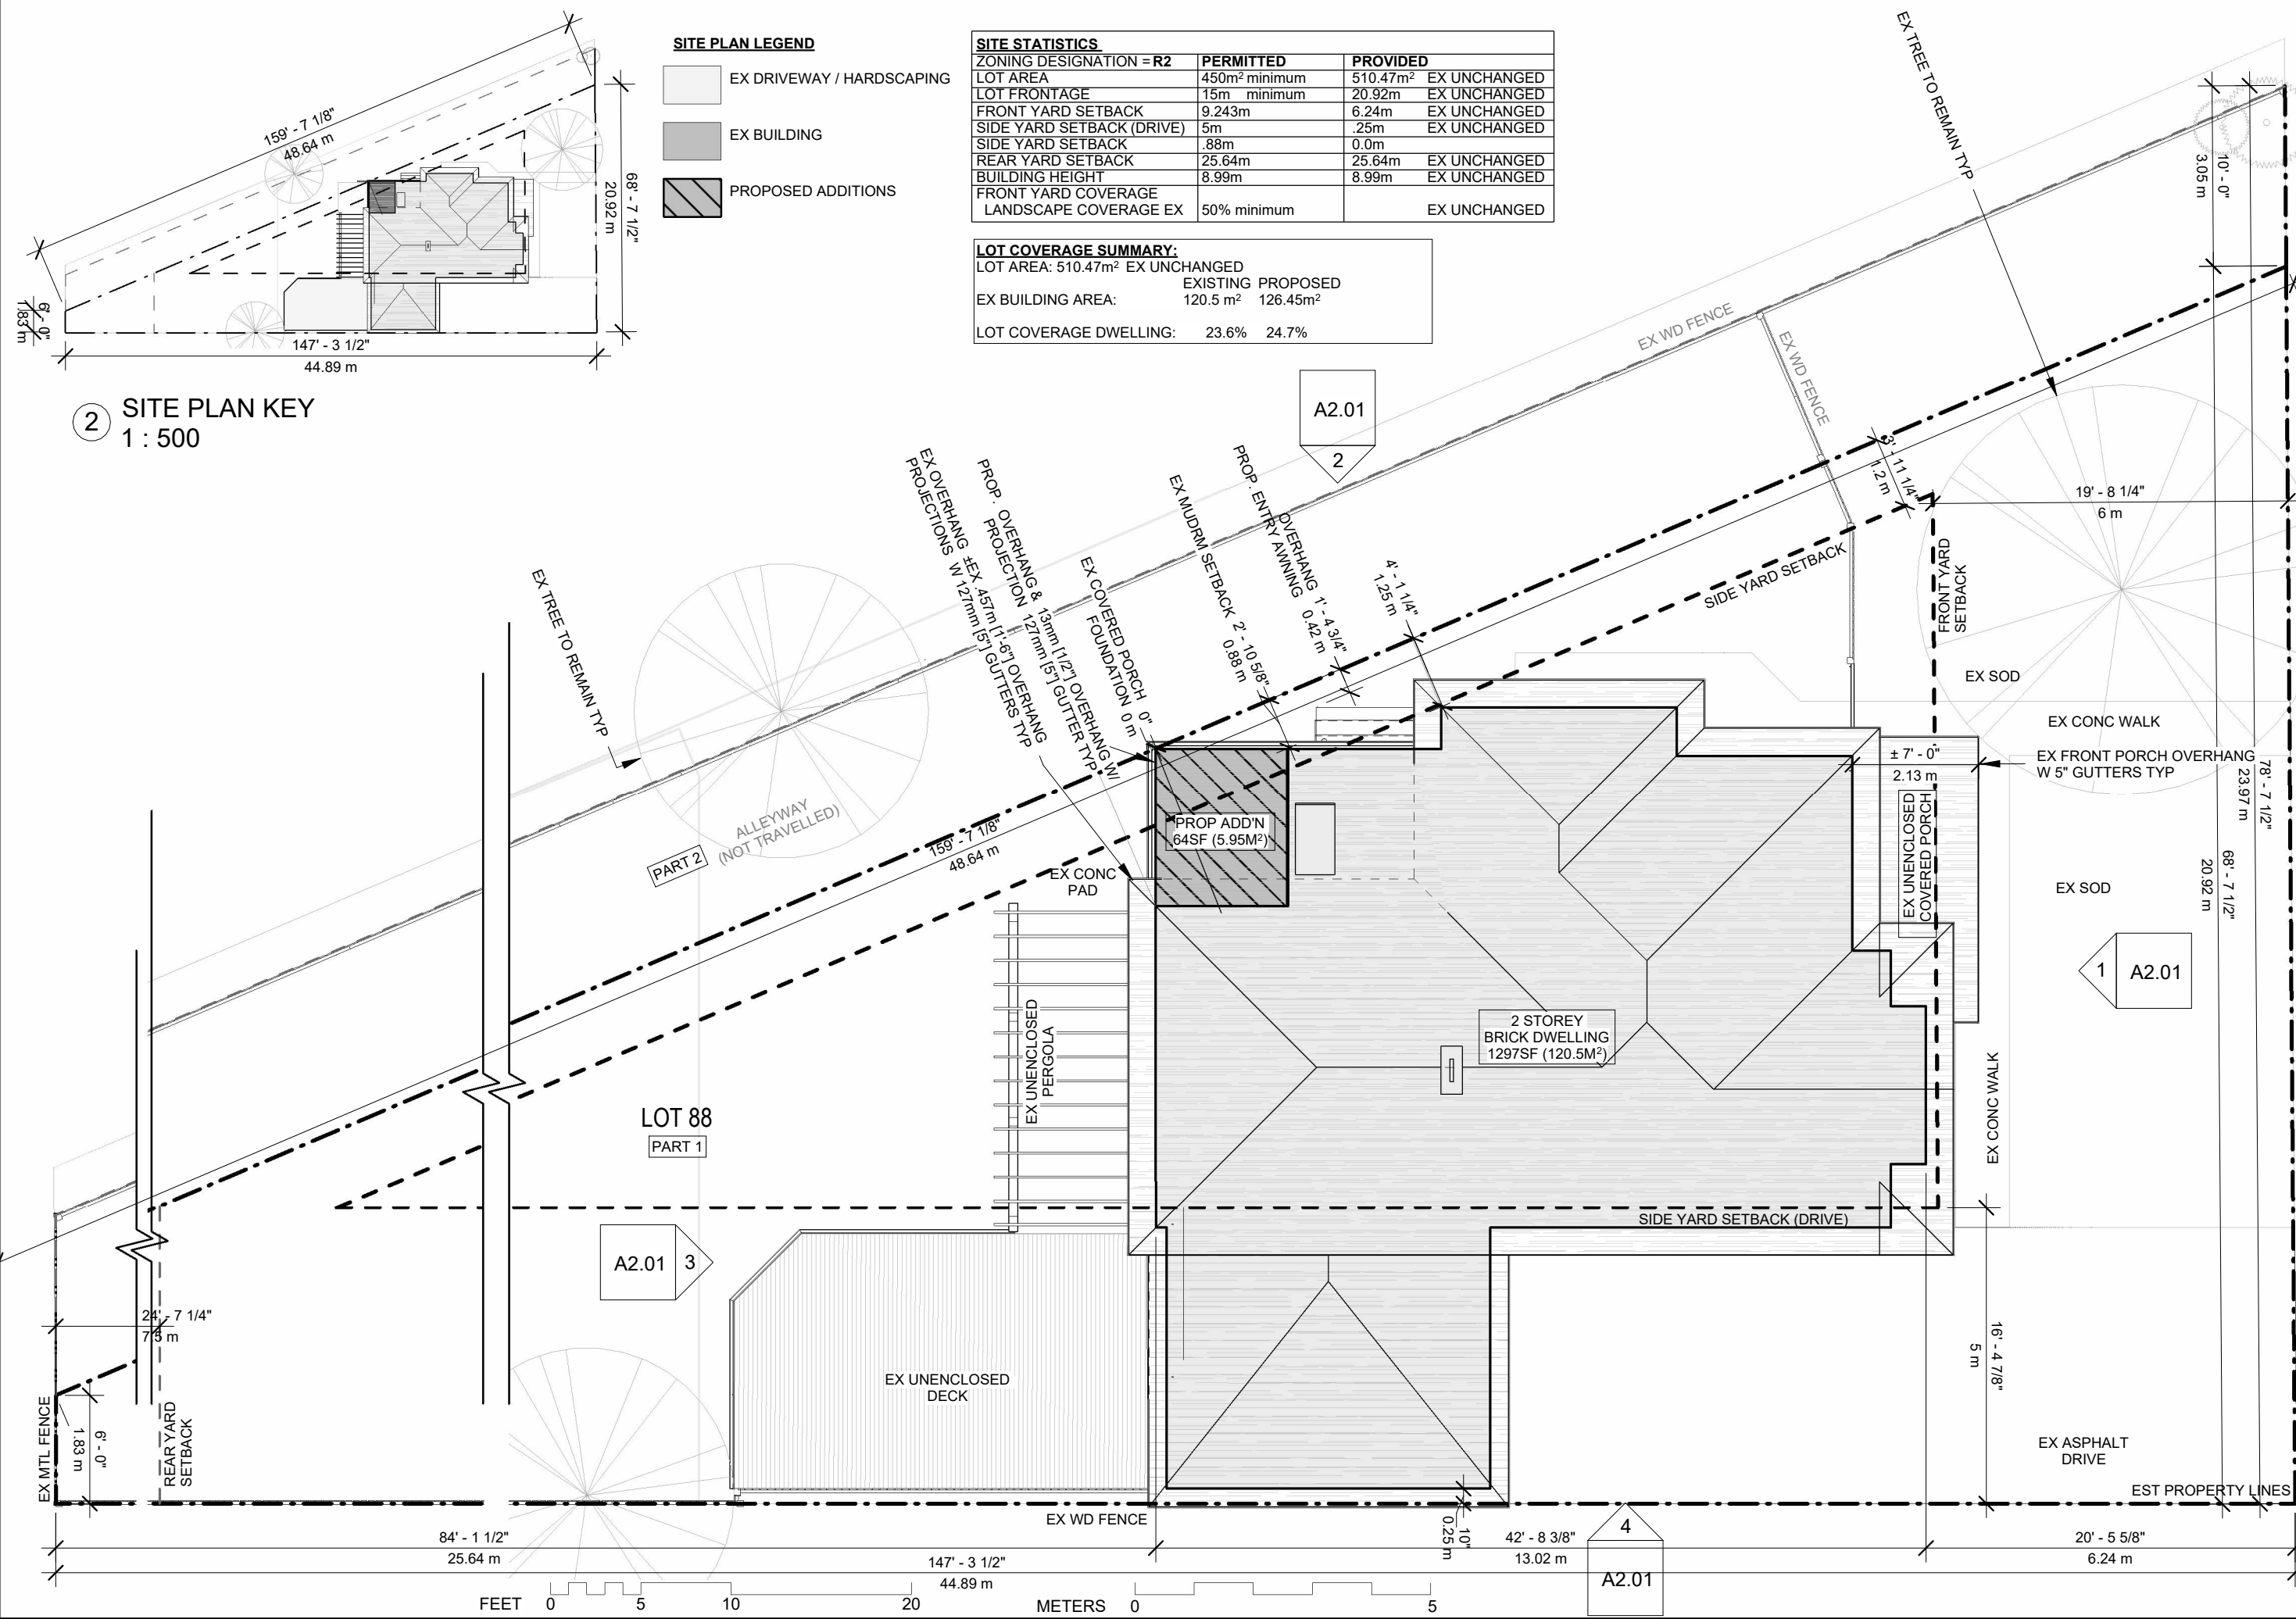 159' - 7 1/8"
48.64 m
68' - 7 1/2"
20.92 m
6' - 0"
1.83 m
147' - 3 1/2"
44.89 m
2
SITE PLAN KEY
1 : 500
SITE PLAN LEGEND
EX DRIVEWAY / HARDSCAPING
EX BUILDING
PROPOSED ADDITIONS
SITE STATISTICS
ZONING DESIGNATION = R2 PERMITTED PROVIDED
LOT AREA 450m² minimum 510.47m² EX UNCHANGED
LOT FRONTAGE 15m minimum 20.92m EX UNCHANGED
FRONT YARD SETBACK 9.243m 6.24m EX UNCHANGED
SIDE YARD SETBACK (DRIVE) 5m .25m EX UNCHANGED
SIDE YARD SETBACK .88m 0.0m
REAR YARD SETBACK 25.64m 25.64m EX UNCHANGED
BUILDING HEIGHT 8.99m 8.99m EX UNCHANGED
FRONT YARD COVERAGE
LANDSCAPE COVERAGE EX 50% minimum EX UNCHANGED
LOT COVERAGE SUMMARY:
LOT AREA: 510.47m² EX UNCHANGED
EXISTING PROPOSED
EX BUILDING AREA: 120.5 m² 126.45m²
LOT COVERAGE DWELLING: 23.6% 24.7%
EX TREE TO REMAIN TYP
10' - 0"
3.05 m
EX WD FENCE
EX WD FENCE
A2.01
2
3' - 11 1/4"
1.2 m
19' - 8 1/4"
6 m
EX OVERHANG ±EX .457m [1'-6"] OVERHANG
PROJECTIONS W 127mm [5"] GUTTERS TYP
PROP. OVERHANG & 13mm [1/2"] OVERHANG W/
PROJECTION 127mm [5"] GUTTER TYP
EX COVERED PORCH 0"
FOUNDATION 0 m
EX MUDRM SETBACK 2' - 10 5/8"
0.88 m
PROP. ENTRY AWNING
OVERHANG 1' - 4 3/4"
0.42 m
4' - 1 1/4"
1.25 m
SIDE YARD SETBACK
FRONT YARD
SETBACK
EX TREE TO REMAIN TYP
EX SOD
EX CONC WALK
EX FRONT PORCH OVERHANG
W 5" GUTTERS TYP
± 7' - 0"
2.13 m
78' - 7 1/2"
23.97 m
68' - 7 1/2"
20.92 m
EX UNENCLOSED
COVERED PORCH
EX SOD
ALLEYWAY
(NOT TRAVELLED)
PART 2
159' - 7 1/8"
48.64 m
PROP ADD'N
64SF (5.95M²)
EX CONC
PAD
1
A2.01
2 STOREY
BRICK DWELLING
1297SF (120.5M²)
EX UNENCLOSED
PERGOLA
LOT 88
PART 1
EX CONC WALK
SIDE YARD SETBACK (DRIVE)
A2.01
3
24' - 7 1/4"
7.5 m
16' - 4 7/8"
5 m
EX UNENCLOSED
DECK
EX MTL FENCE
6' - 0"
1.83 m
REAR YARD
SETBACK
EX ASPHALT
DRIVE
EST PROPERTY LINES
EX WD FENCE
10"
0.25 m
4
A2.01
84' - 1 1/2"
25.64 m
42' - 8 3/8"
13.02 m
20' - 5 5/8"
6.24 m
147' - 3 1/2"
44.89 m
FEET 0 5 10 20
METERS 0 5